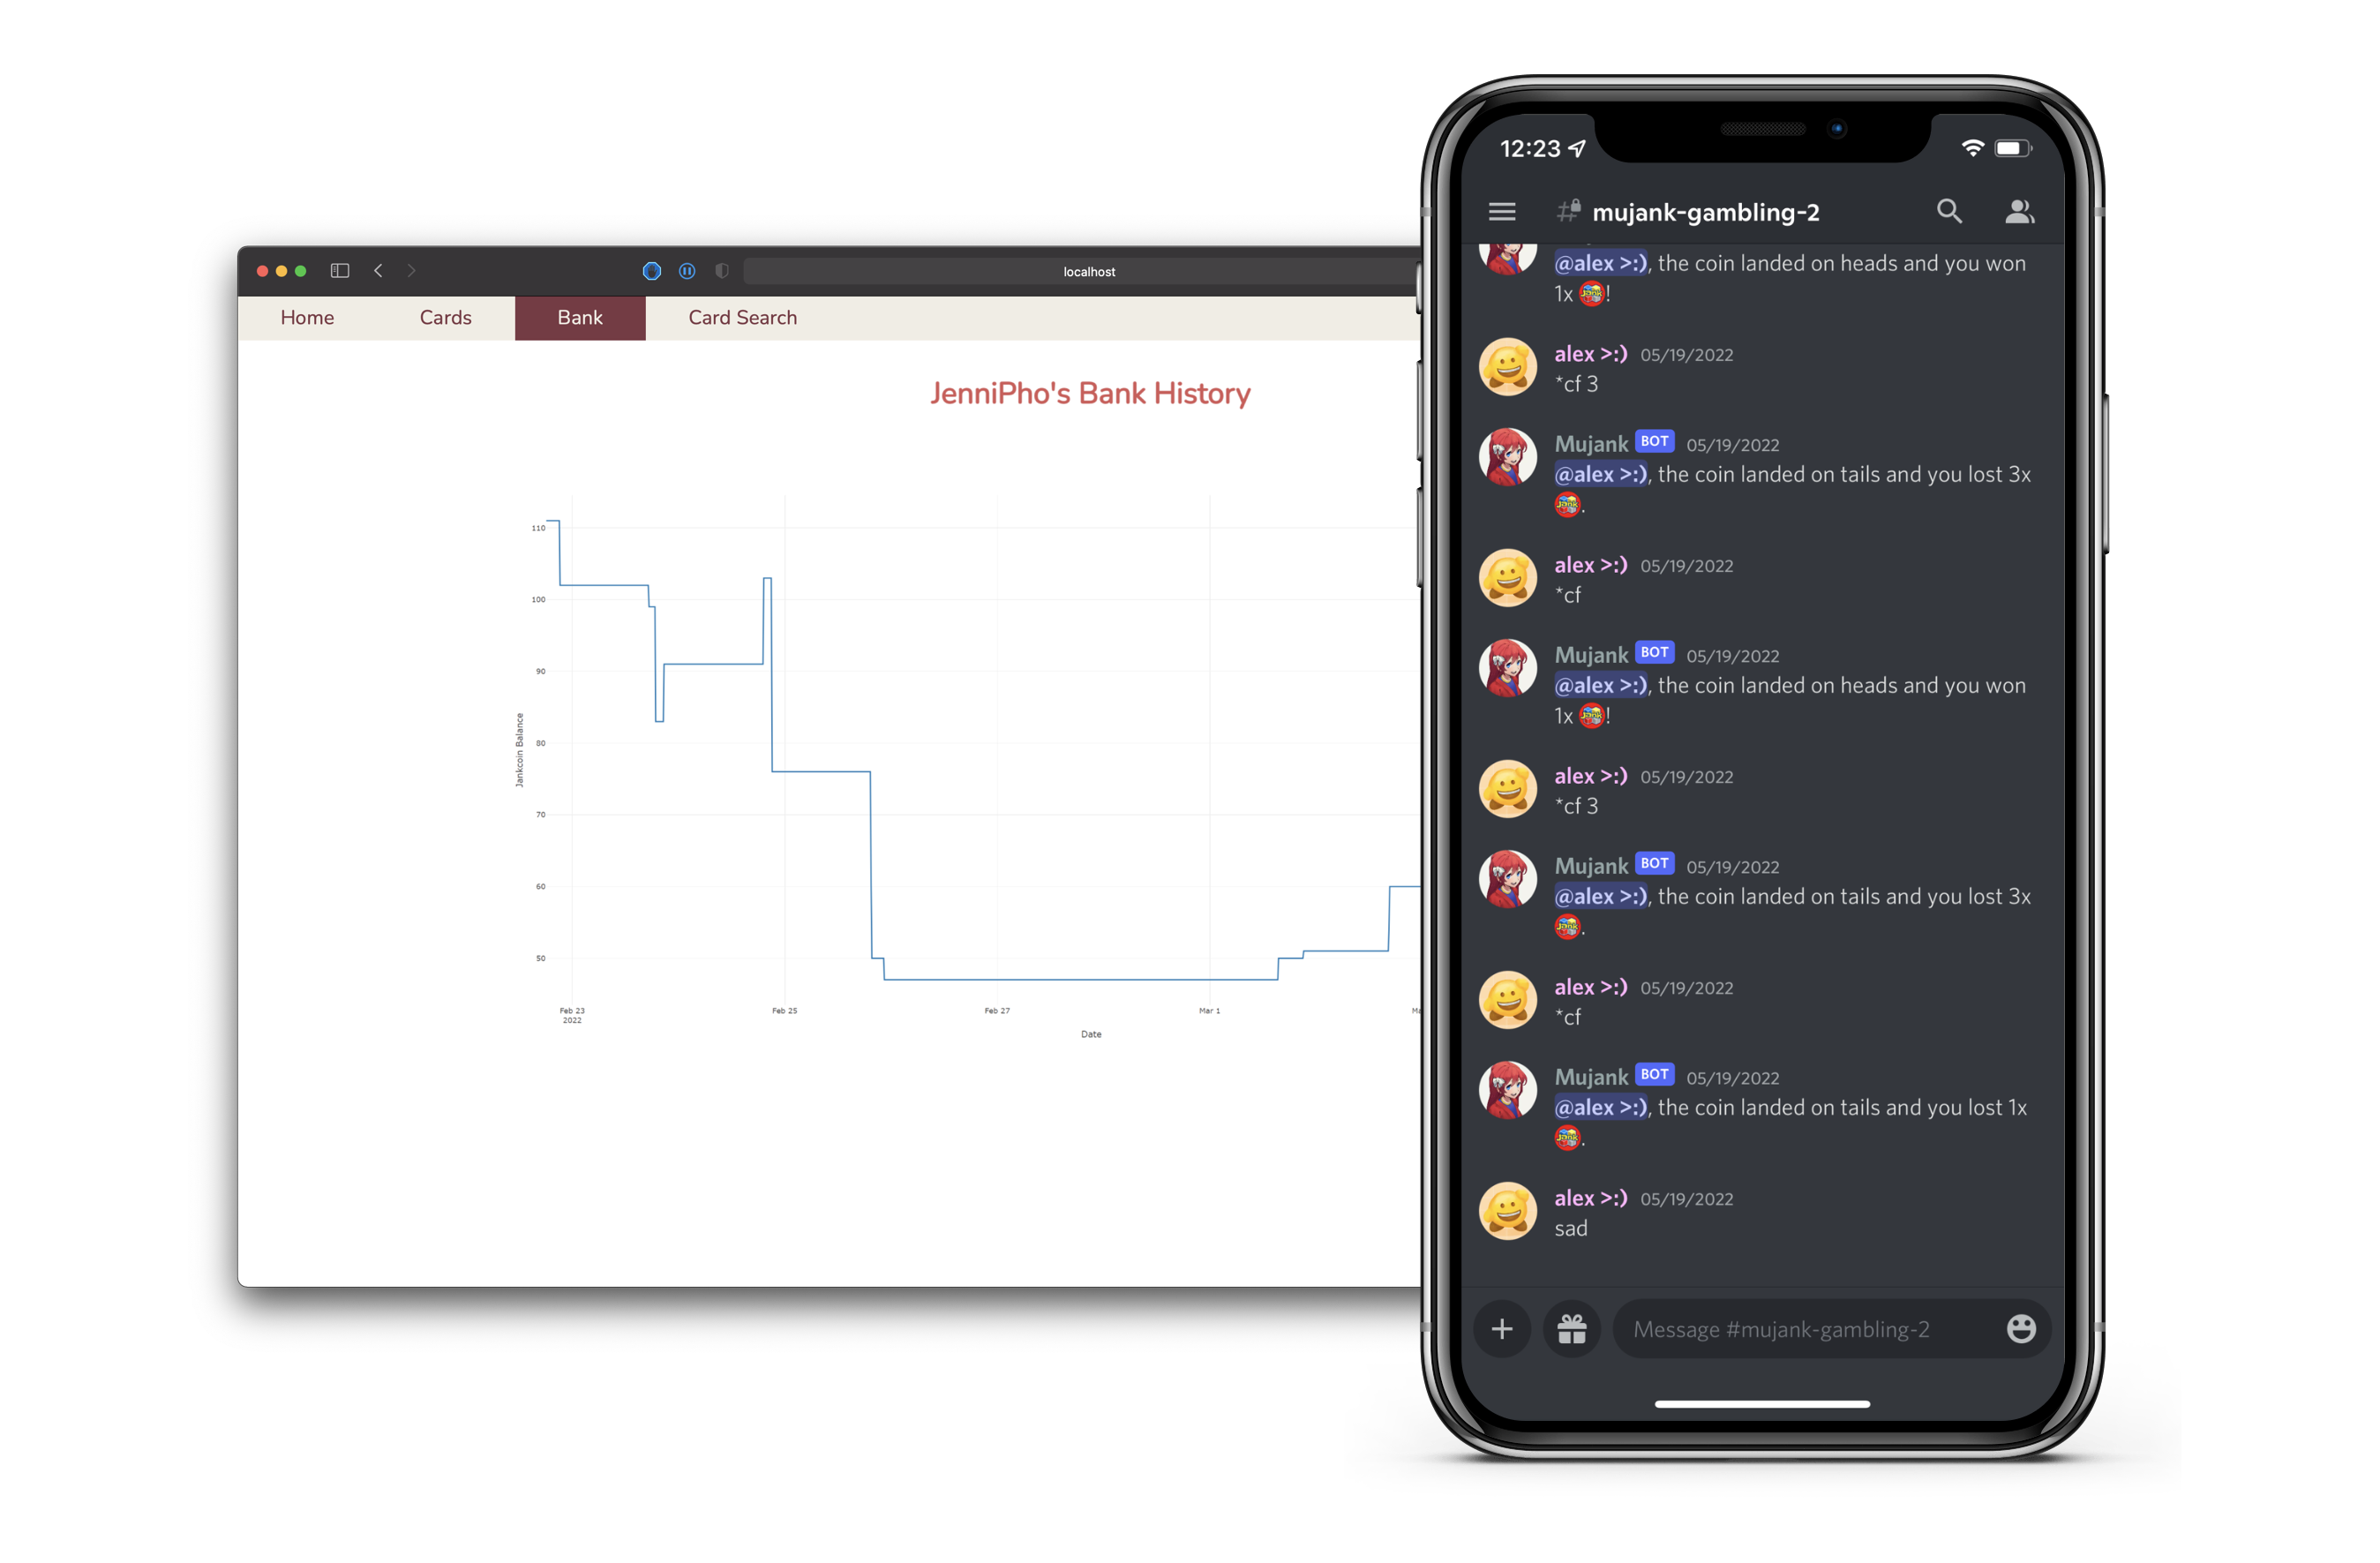 localhost
Home
Cards
Bank
Card Search
JenniPho's Bank History
110
100
90
80
70
60
50
Jankcoin Balance
Feb 23
2022
Feb 25
Feb 27
Mar 1
Date
12:23
mujank-gambling-2
@alex >:), the coin landed on heads and you won
1x Jank!
alex >:) 05/19/2022
*cf 3
Mujank BOT 05/19/2022
@alex >:), the coin landed on tails and you lost 3x
Jank.
alex >:) 05/19/2022
*cf
Mujank BOT 05/19/2022
@alex >:), the coin landed on heads and you won
1x Jank!
alex >:) 05/19/2022
*cf 3
Mujank BOT 05/19/2022
@alex >:), the coin landed on tails and you lost 3x
Jank.
alex >:) 05/19/2022
*cf
Mujank BOT 05/19/2022
@alex >:), the coin landed on tails and you lost 1x
Jank.
alex >:) 05/19/2022
sad
Message #mujank-gambling-2